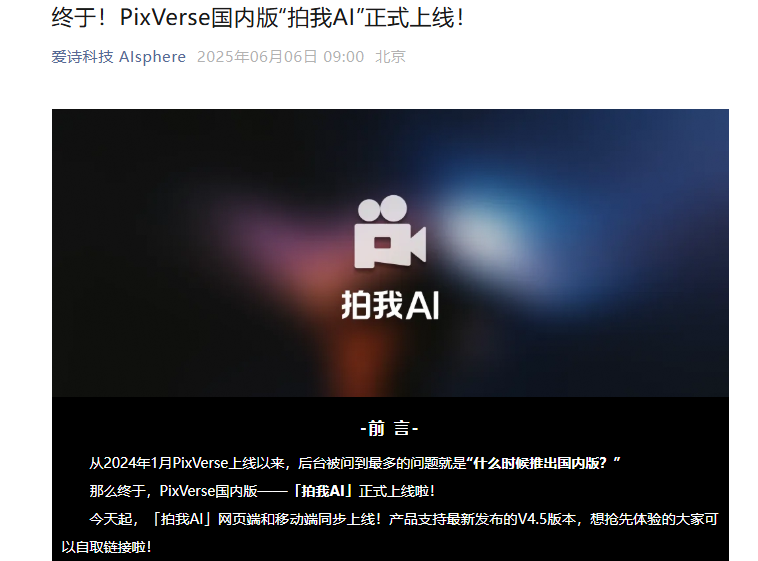 终于！PixVerse国内版“拍我AI”正式上线！
爱诗科技 AIsphere 2025年06月06日 09:00 北京
拍我AI
-前 言-
从2024年1月PixVerse上线以来，后台被问到最多的问题就是“什么时候推出国内版？”
那么终于，PixVerse国内版——「拍我AI」正式上线啦！
今天起，「拍我AI」网页端和移动端同步上线！产品支持最新发布的V4.5版本，想抢先体验的大家可
以自取链接啦！